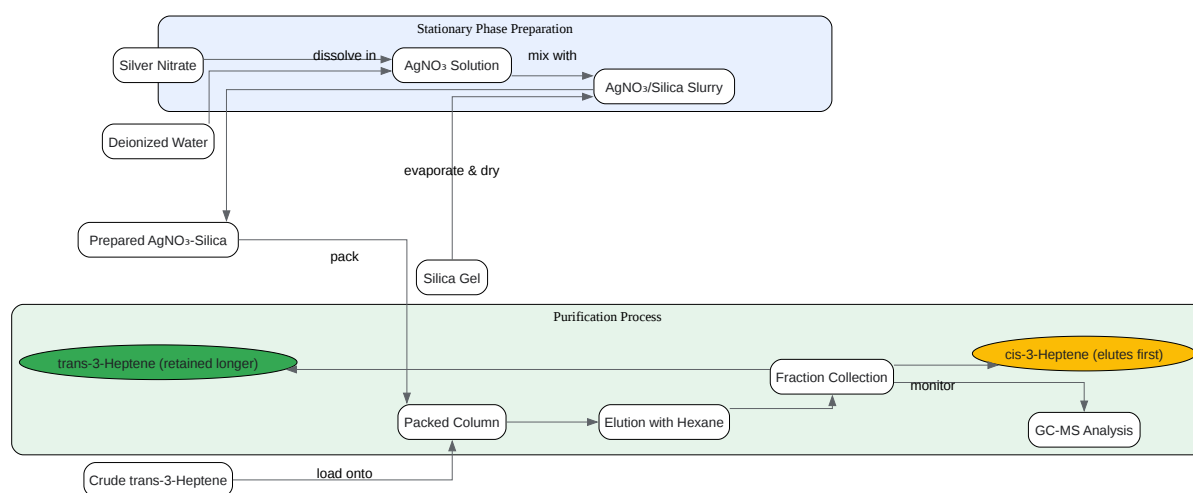 Stationary Phase Preparation
Silver Nitrate
dissolve in
AgNO₃ Solution
mix with
AgNO₃/Silica Slurry
Deionized Water
evaporate & dry
Prepared AgNO₃-Silica
pack
Silica Gel
Purification Process
trans-3-Heptene (retained longer)
cis-3-Heptene (elutes first)
Fraction Collection
monitor
Packed Column
Elution with Hexane
GC-MS Analysis
Crude trans-3-Heptene
load onto